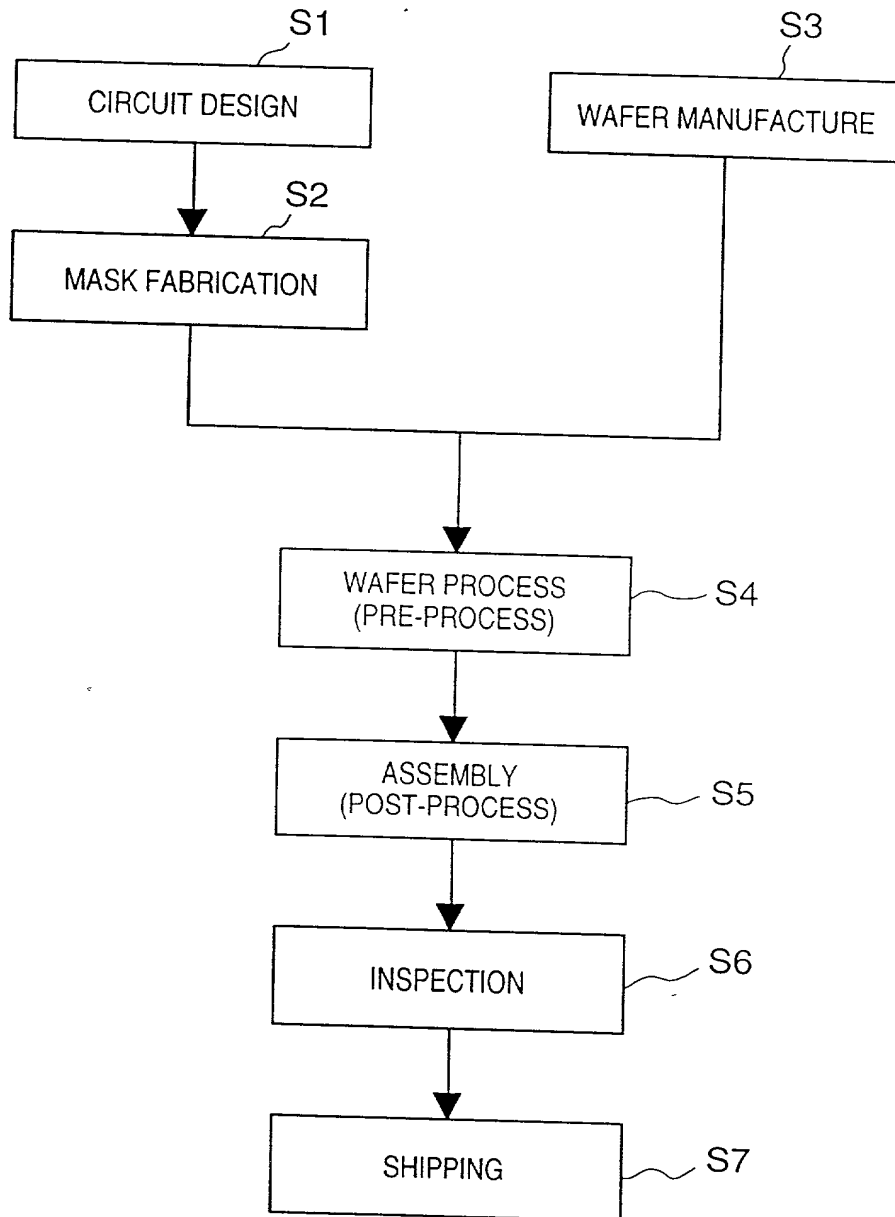 S1
CIRCUIT DESIGN
S3
WAFER MANUFACTURE
S2
MASK FABRICATION
WAFER PROCESS
(PRE-PROCESS)
S4
ASSEMBLY
(POST-PROCESS)
S5
INSPECTION
S6
SHIPPING
S7